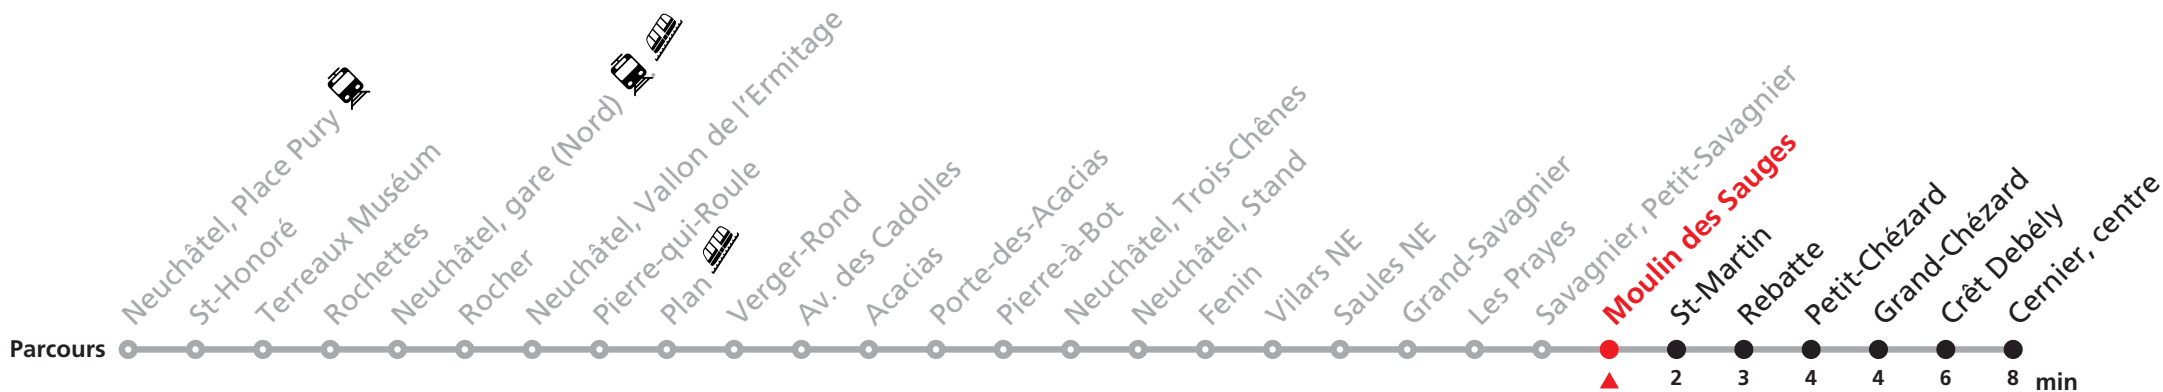 Neuchâtel, Place Pury
St-Honoré
Terreaux Muséum
Rochettes
Neuchâtel, gare (Nord)
Rocher
Neuchâtel, Vallon de l'Ermitage
Pierre-qui-Roule
Plan
Verger-Rond
Av. des Cadolles
Acacias
Porte-des-Acacias
Pierre-à-Bot
Neuchâtel, Trois-Chênes
Neuchâtel, Stand
Fenin
Vilars NE
Saules NE
Grand-Savagnier
Les Prayes
Savagnier, Petit-Savagnier
Moulin des Sauges
St-Martin
Rebatte
Petit-Chézard
Grand-Chézard
Crêt Debély
Cernier, centre
Parcours
2 3 4 4 6 8 min